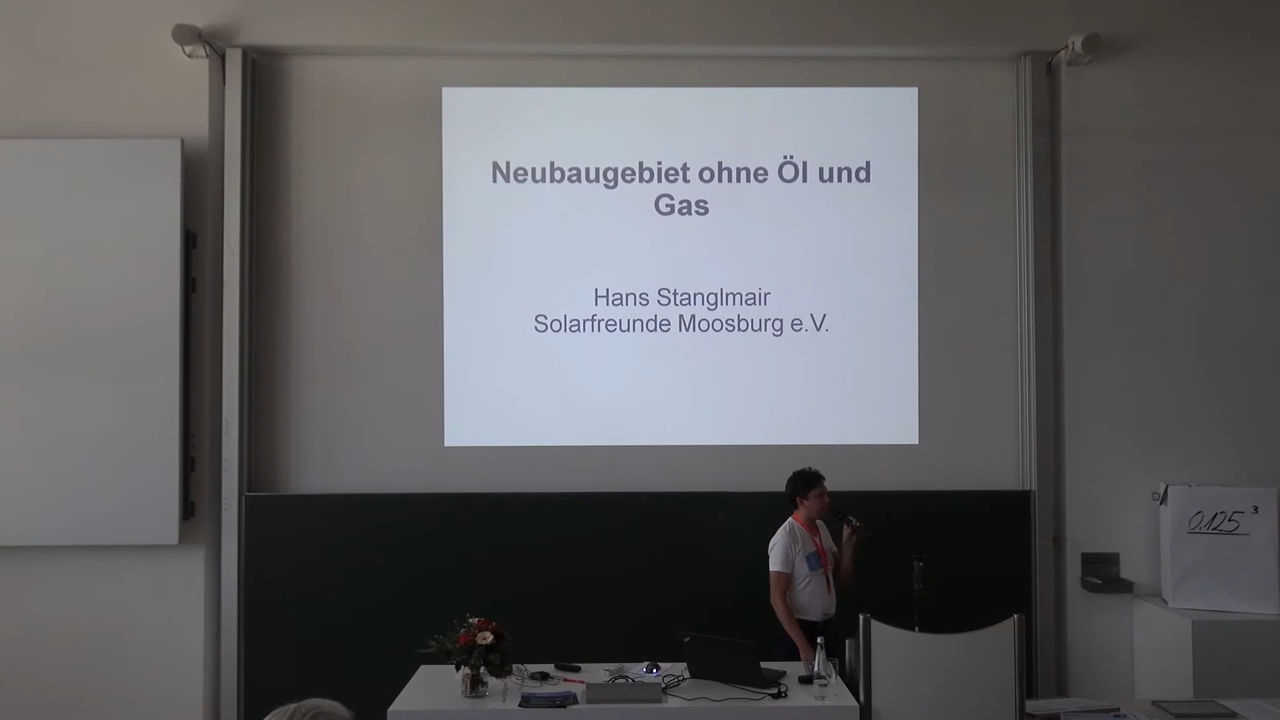 Neubaugebiet ohne Öl und
Gas
Hans Stanglmair
Solarfreunde Moosburg e.V.
0,125 ³